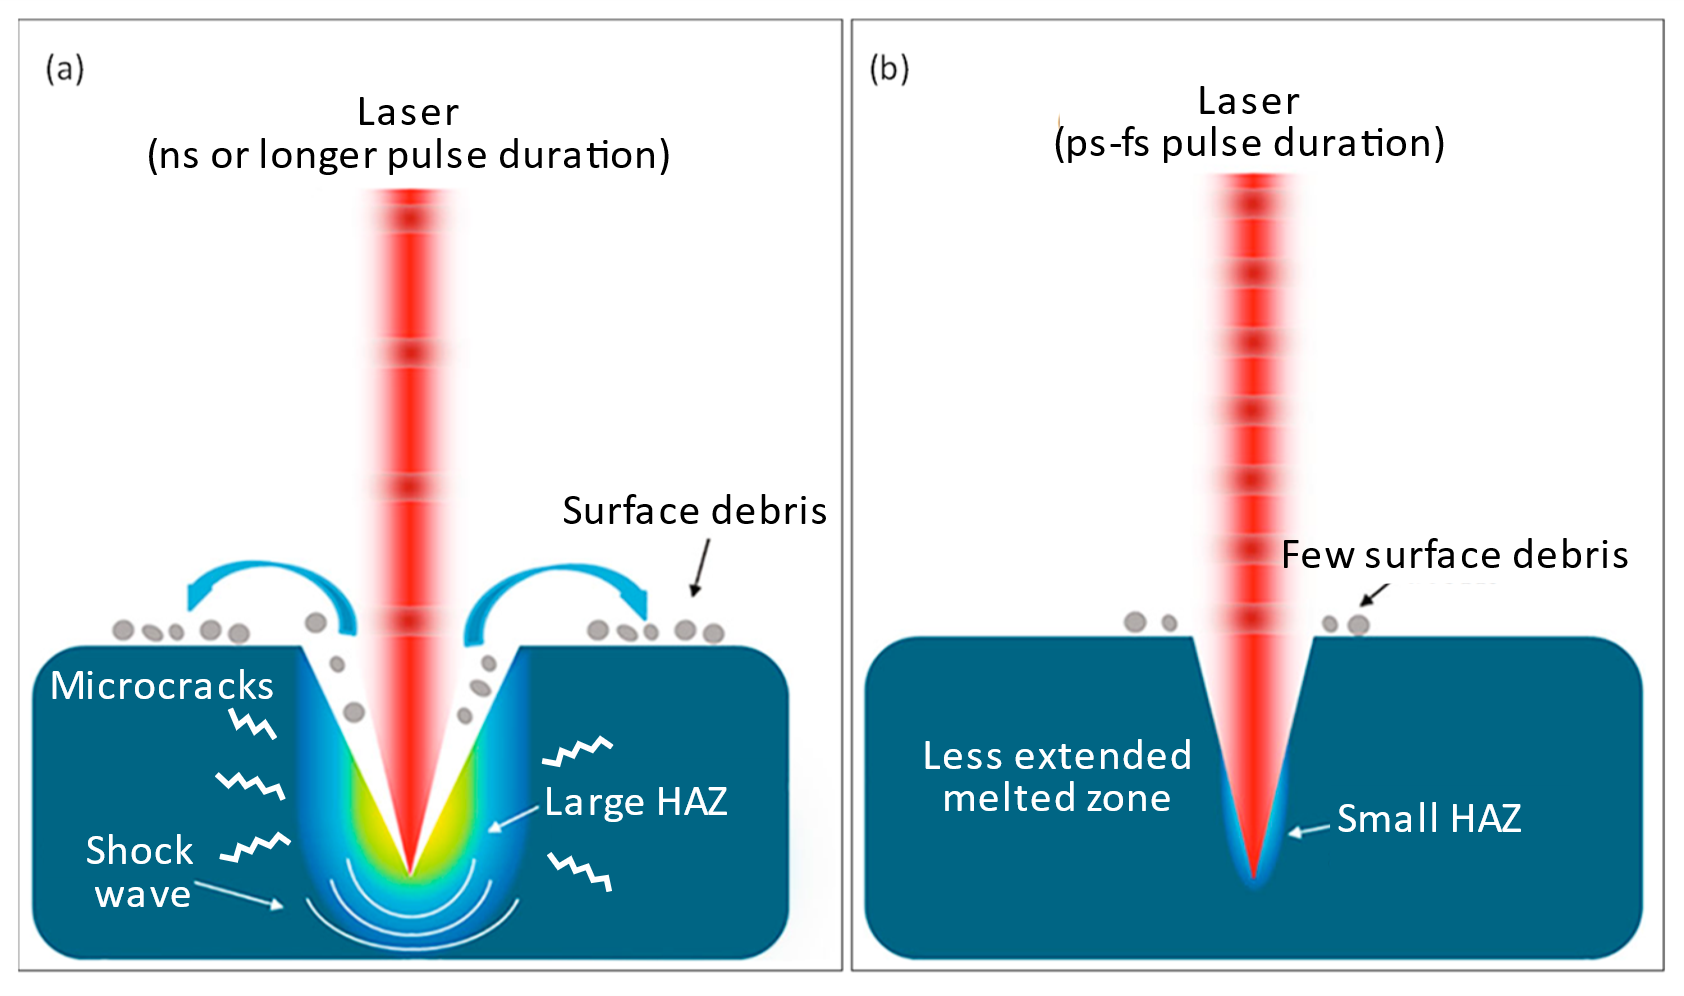 (a)
Laser
(ns or longer pulse duration)
Surface debris
Microcracks
Large HAZ
Shock
wave
(b)
Laser
(ps-fs pulse duration)
Few surface debris
Less extended
melted zone
Small HAZ